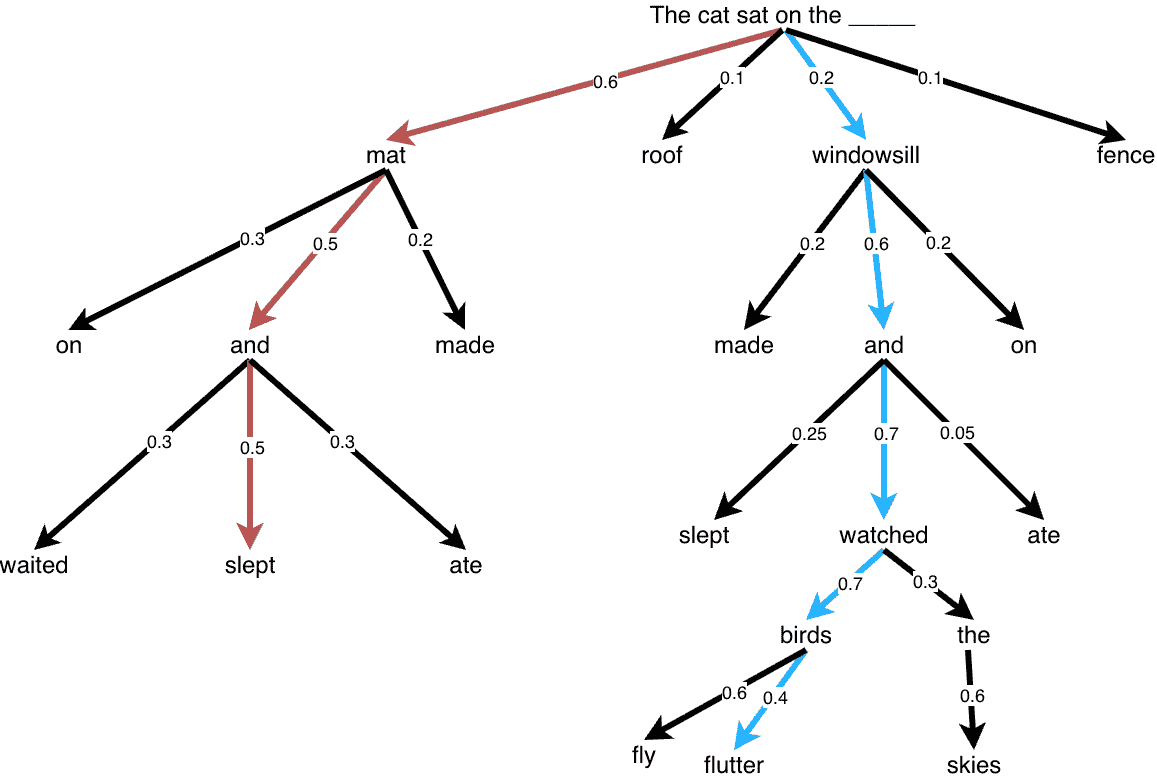 The cat sat on the _____
0.6
0.1
0.2
0.1
mat
roof
windowsill
fence
0.3
0.5
0.2
0.2
0.6
0.2
on
and
made
made
and
on
0.3
0.5
0.3
0.25
0.7
0.05
waited
slept
ate
slept
watched
ate
0.7
0.3
birds
the
0.6
0.4
0.6
fly
flutter
skies